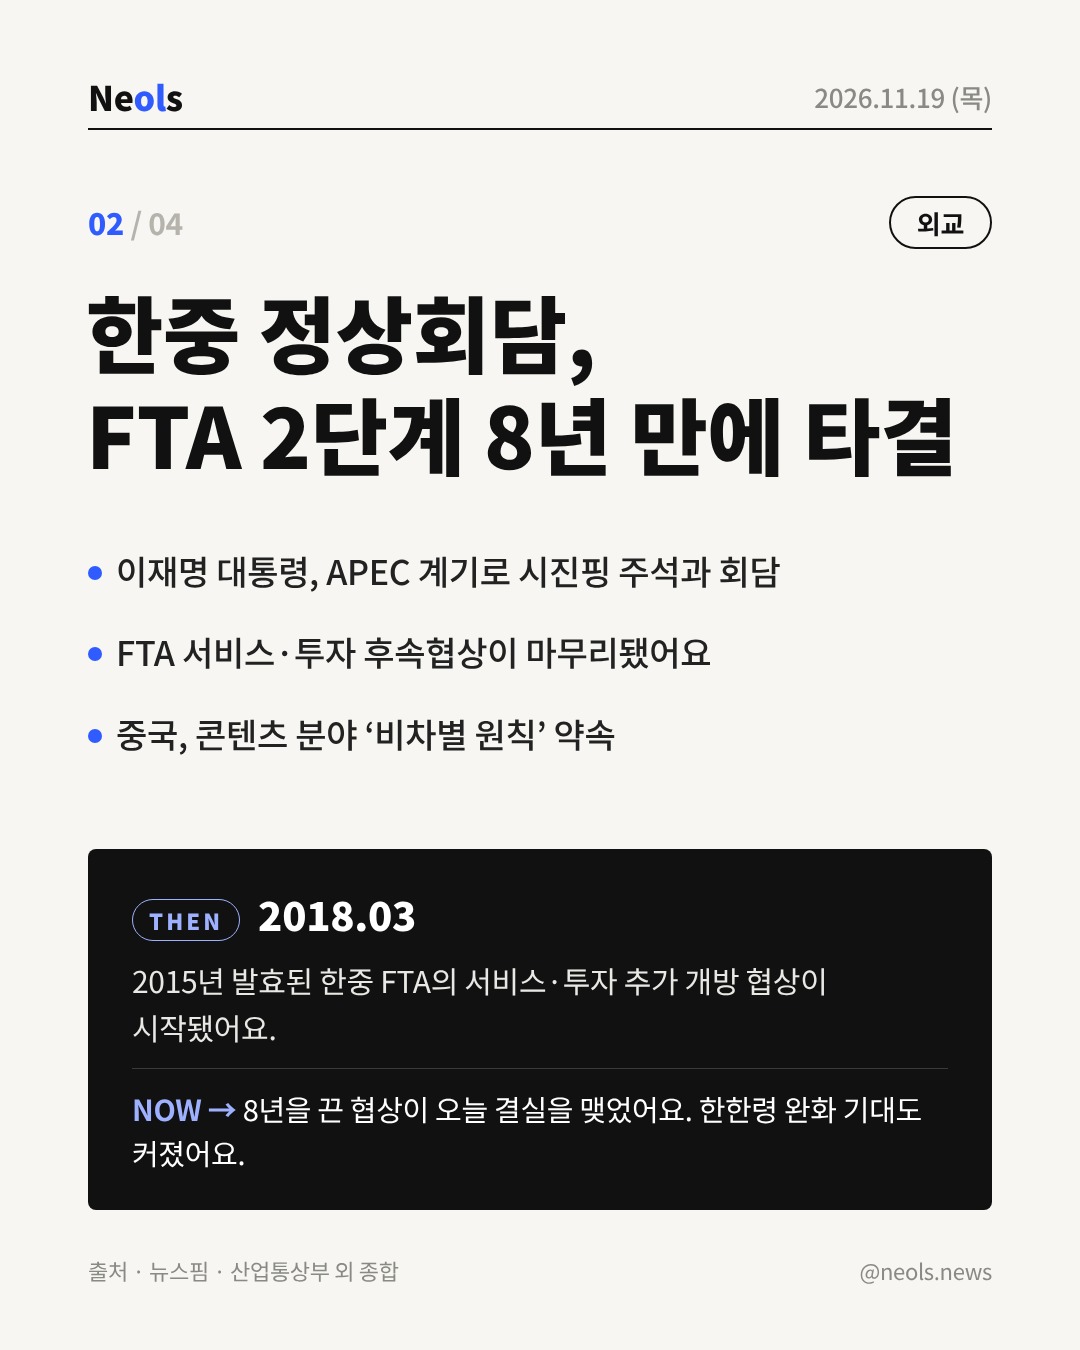 Neols
2026.11.19 (목)
02 / 04
외교
한중 정상회담,
FTA 2단계 8년 만에 타결
이재명 대통령, APEC 계기로 시진핑 주석과 회담
FTA 서비스·투자 후속협상이 마무리됐어요
중국, 콘텐츠 분야 ‘비차별 원칙’ 약속
THEN 2018.03
2015년 발효된 한중 FTA의 서비스·투자 추가 개방 협상이
시작됐어요.
NOW → 8년을 끈 협상이 오늘 결실을 맺었어요. 한한령 완화 기대도
커졌어요.
출처 · 뉴스핌 · 산업통상부 외 종합
@neols.news